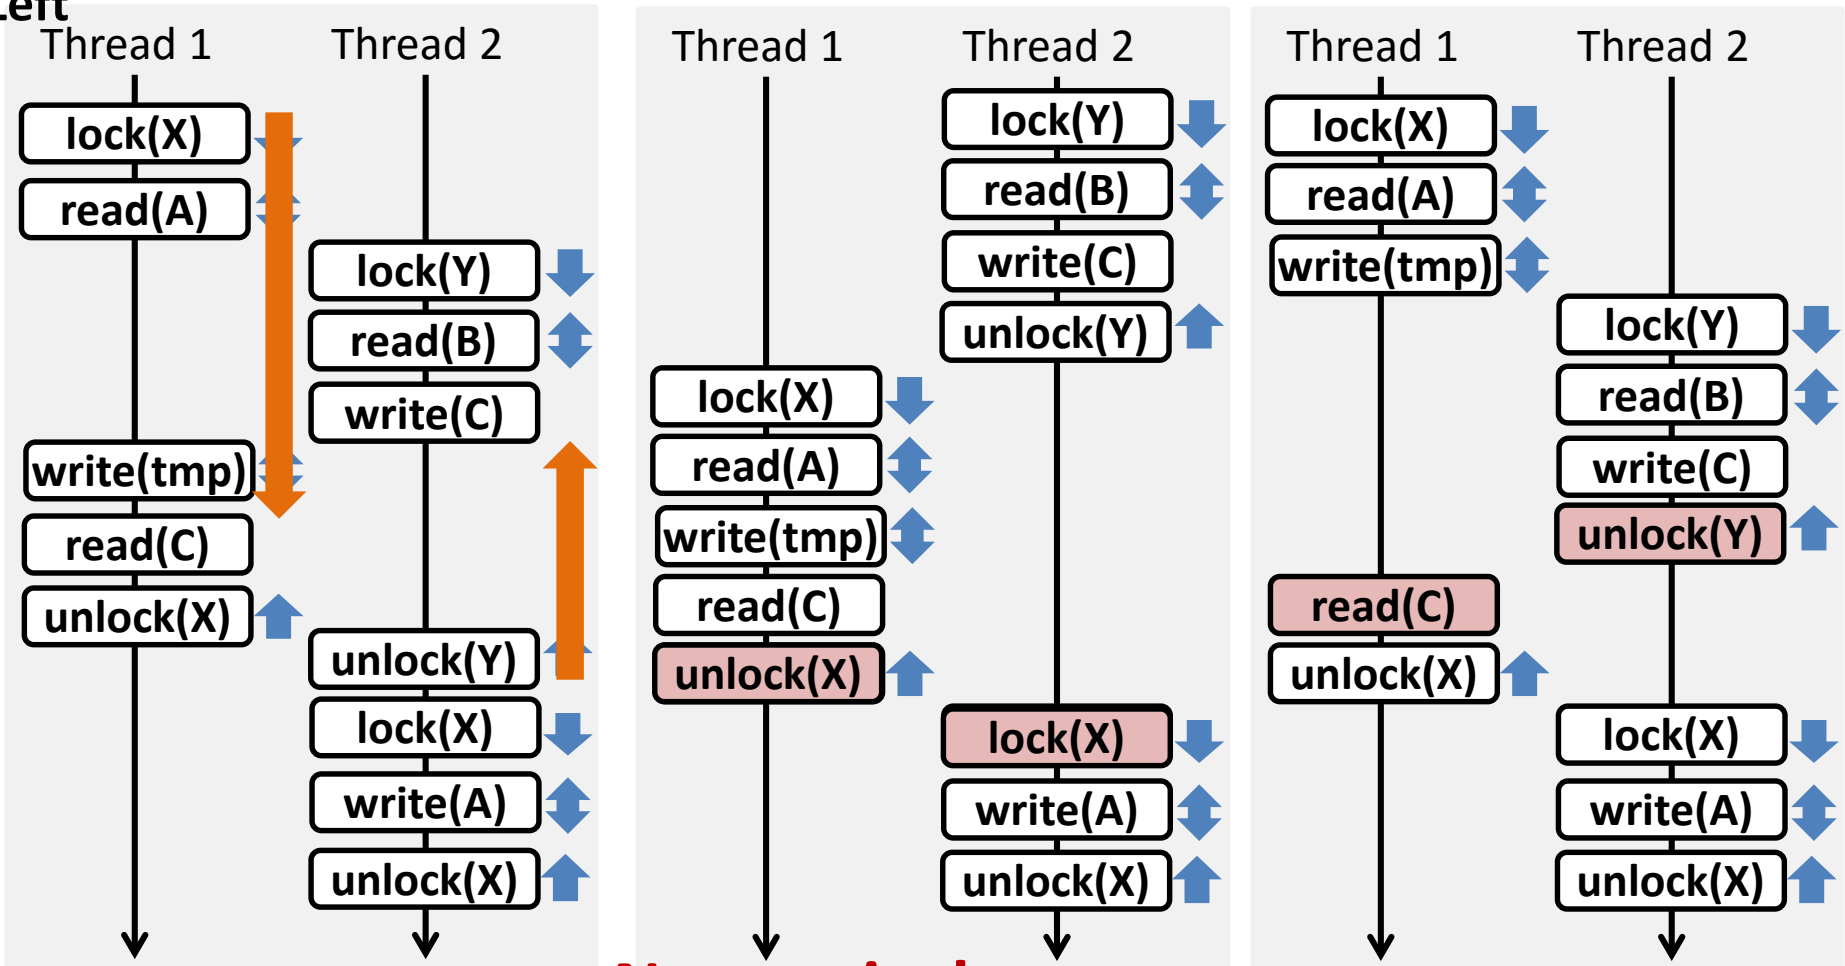 Left
Thread 1
Thread 2
lock(X)
read(A)
lock(Y)
read(B)
write(C)
write(tmp)
read(C)
unlock(X)
unlock(Y)
lock(X)
write(A)
unlock(X)
Thread 1
Thread 2
lock(Y)
read(B)
write(C)
unlock(Y)
lock(X)
read(A)
write(tmp)
read(C)
unlock(X)
lock(X)
write(A)
unlock(X)
Thread 1
Thread 2
lock(X)
read(A)
write(tmp)
lock(Y)
read(B)
write(C)
unlock(Y)
read(C)
unlock(X)
lock(X)
write(A)
unlock(X)